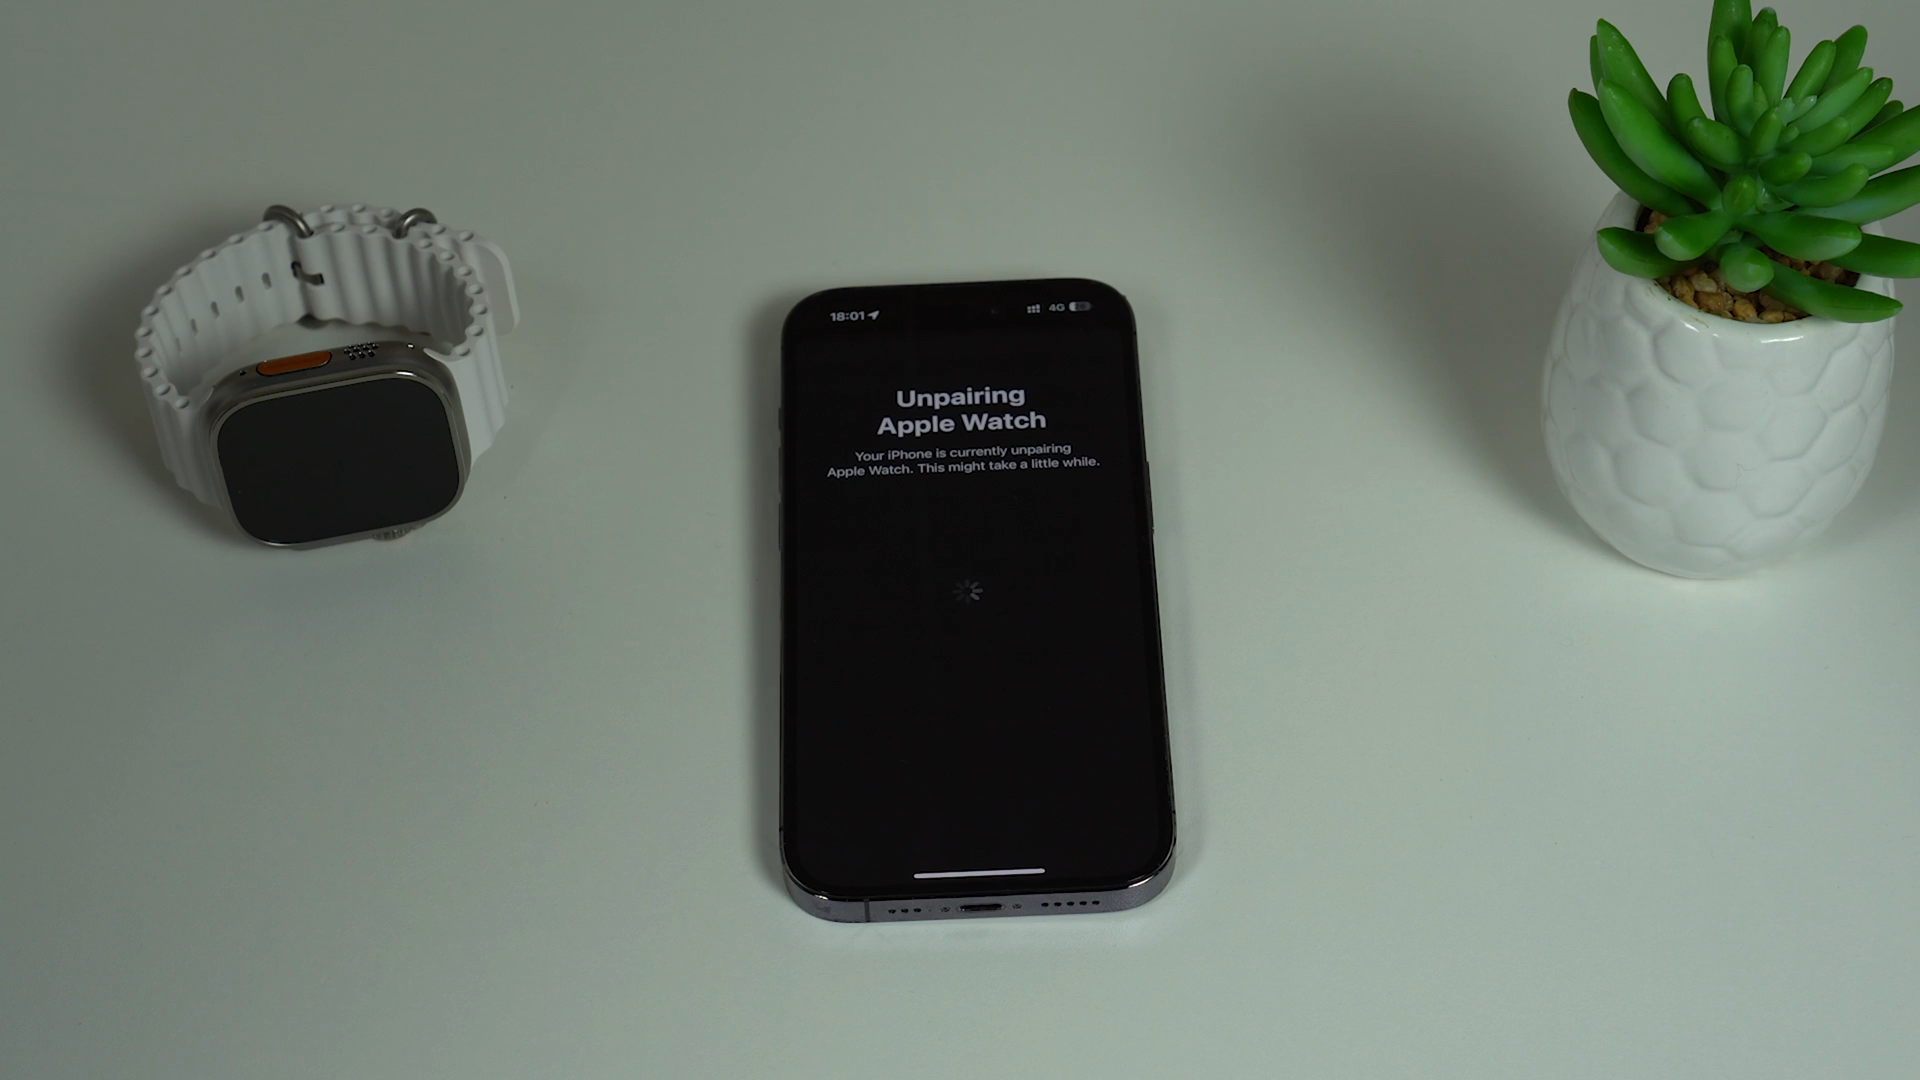 18:01 4G
Unpairing
Apple Watch
Your iPhone is currently unpairing
Apple Watch. This might take a little while.